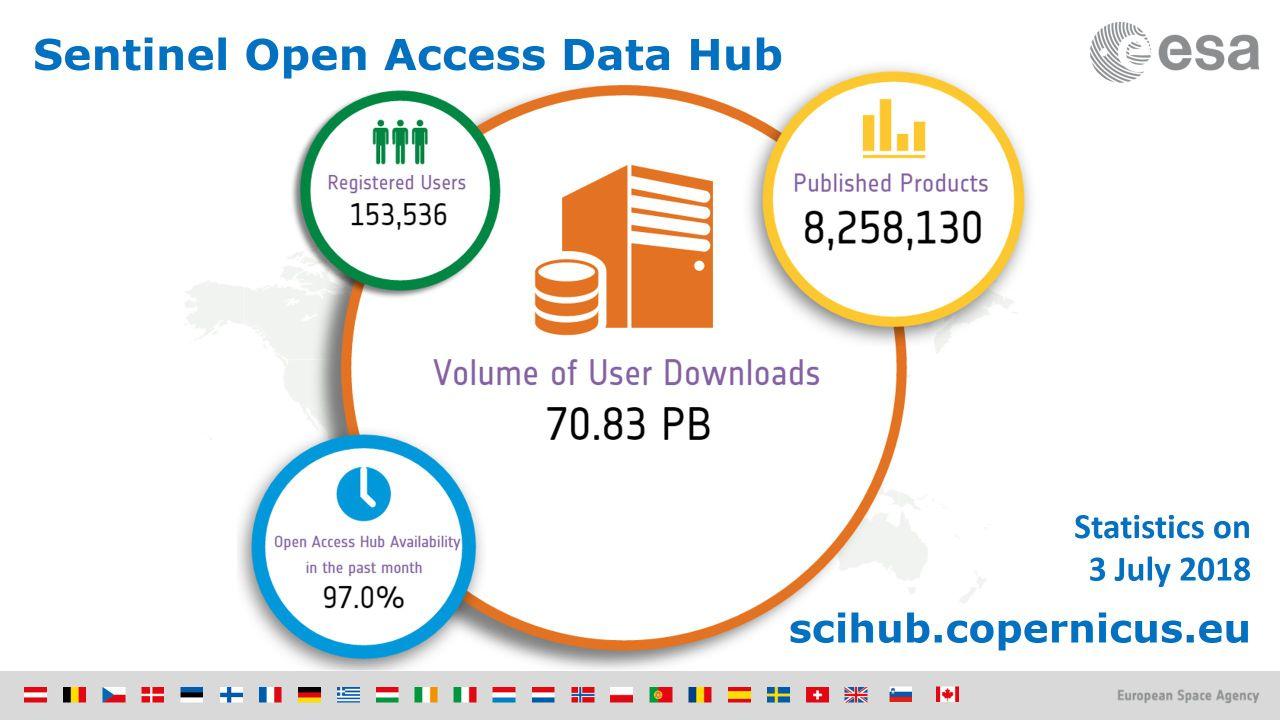 Sentinel Open Access Data Hub
esa
Registered Users
153,536
Published Products
8,258,130
Volume of User Downloads
70.83 PB
Open Access Hub Availability
in the past month
97.0%
Statistics on
3 July 2018
scihub.copernicus.eu
European Space Agency